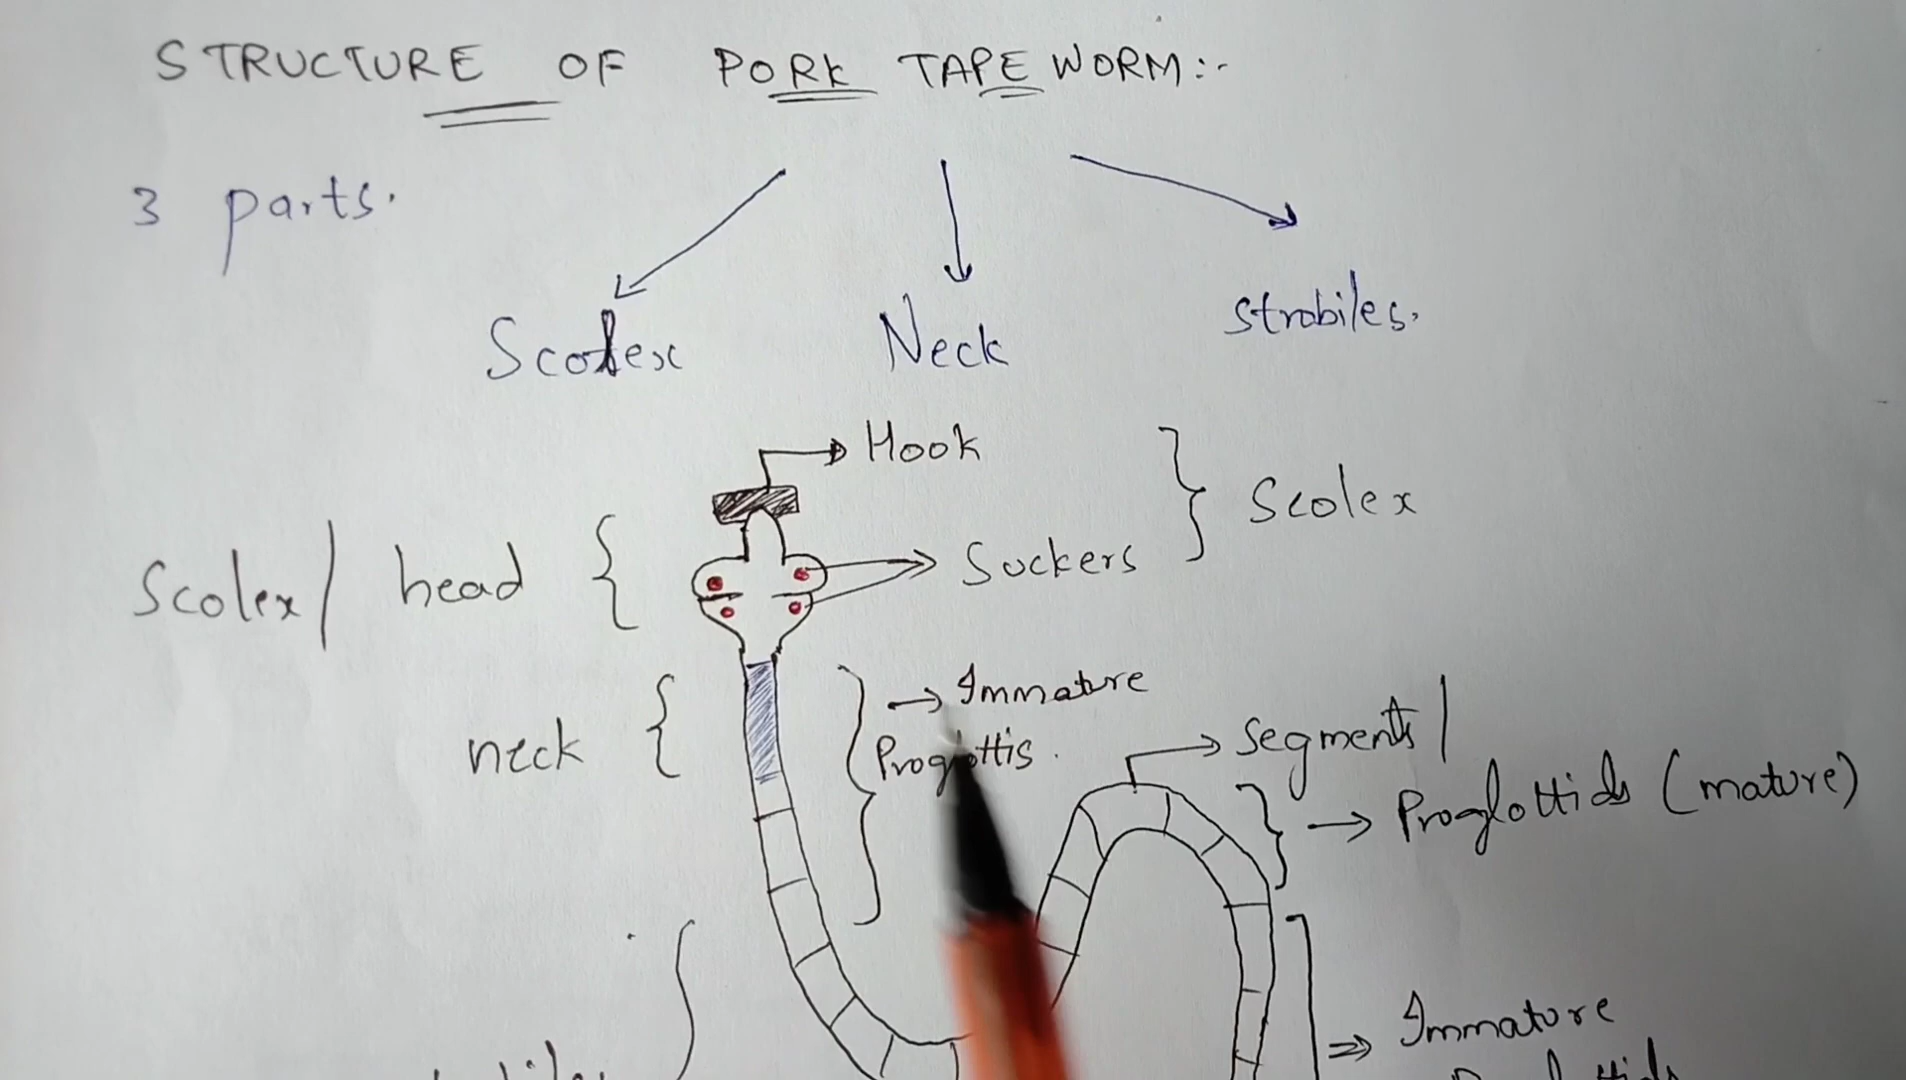 STRUCTURE OF PORK TAPE WORM:-
3 parts.
Scolex Neck Strobiles.
Hook
Scolex
Scolex / head
Suckers
Immature
neck
Segments /
Proglottids (mature)
Immature